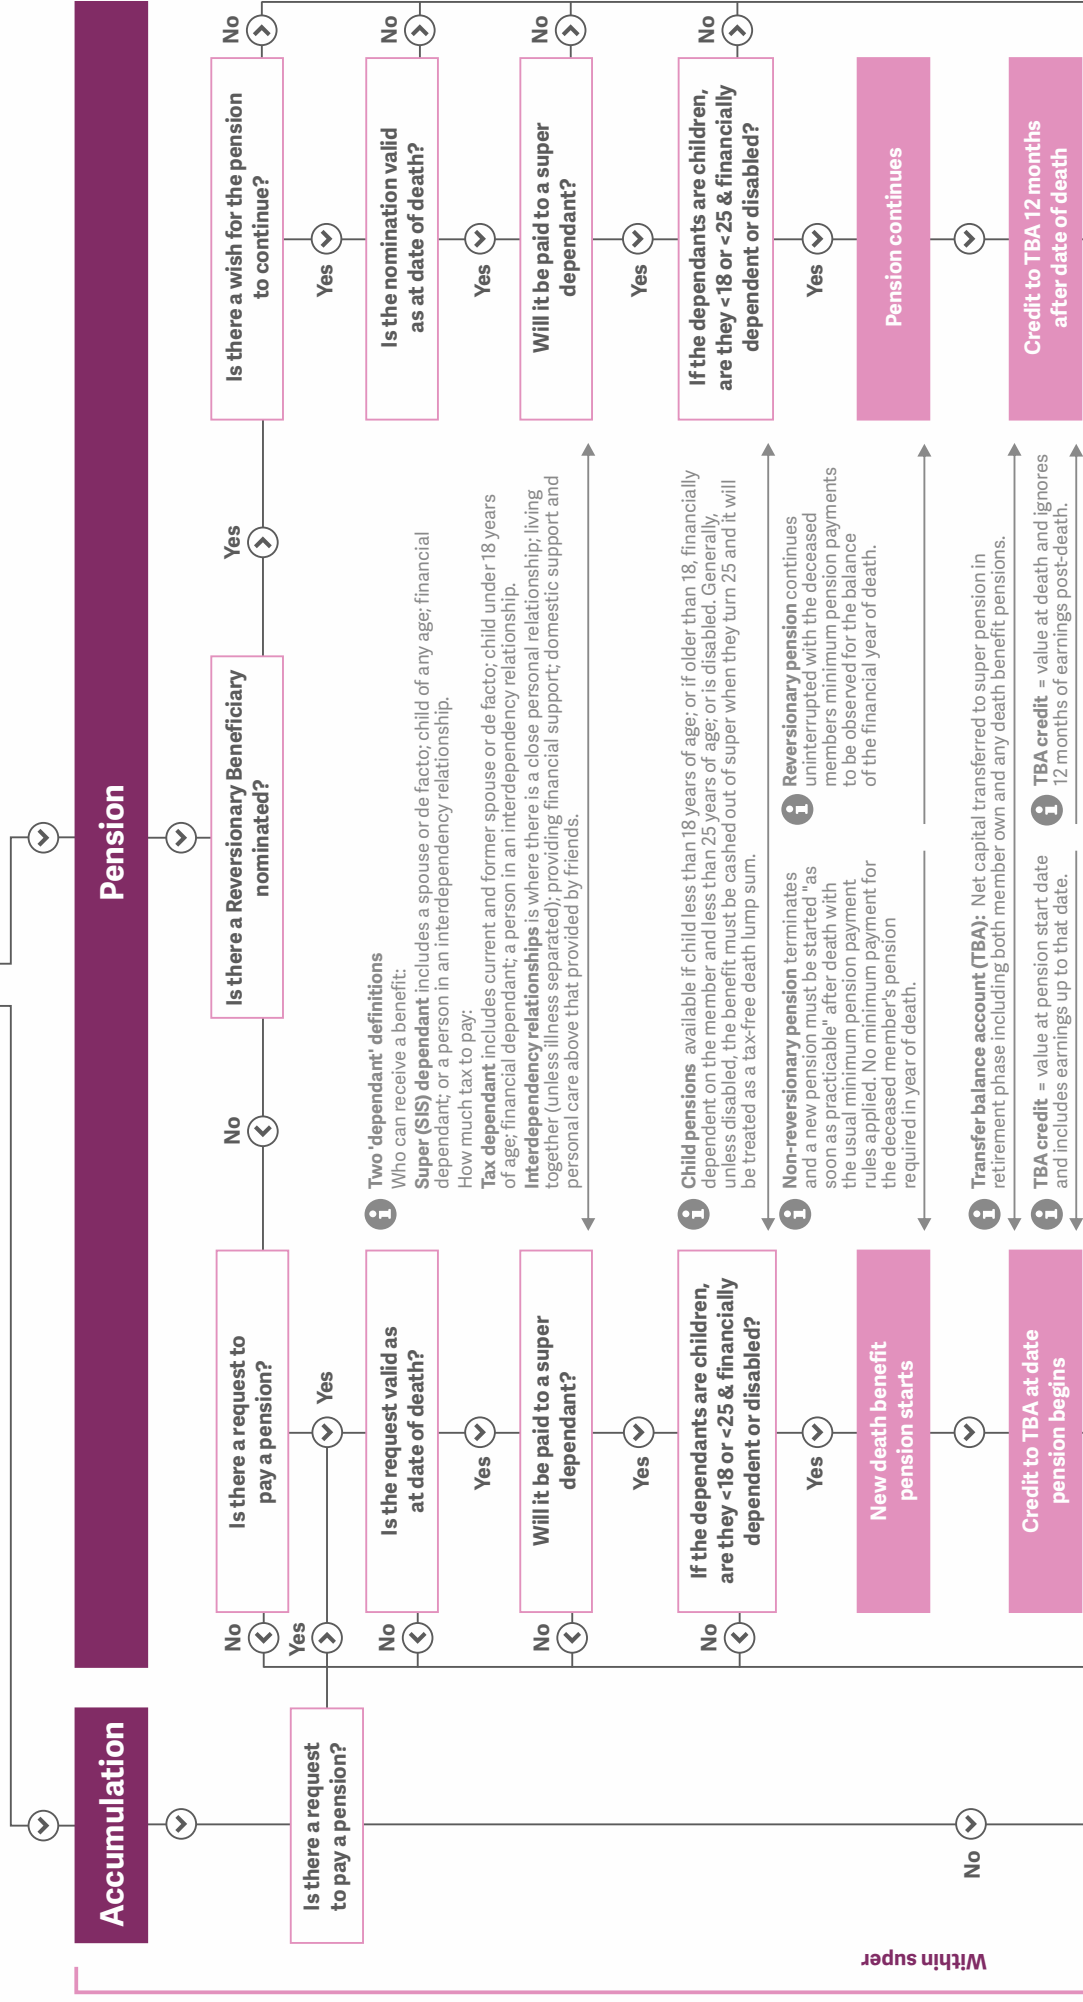 Accumulation
Pension
Is there a request
to pay a pension?
Yes
No
Within super
Is there a Reversionary Beneficiary
nominated?
No
Yes
Is there a request to
pay a pension?
No
Yes
Is the request valid as
at date of death?
No
Yes
Will it be paid to a super
dependant?
No
Yes
If the dependants are children,
are they <18 or <25 & financially
dependent or disabled?
No
Yes
New death benefit
pension starts
Credit to TBA at date
pension begins
Two 'dependant' definitions
Who can receive a benefit:
Super (SIS) dependant includes a spouse or de facto; child of any age; financial
dependant; or a person in an interdependency relationship.
How much tax to pay:
Tax dependant includes current and former spouse or de facto; child under 18 years
of age; financial dependant; a person in an interdependency relationship.
Interdependency relationships is where there is a close personal relationship; living
together (unless illness separated); providing financial support; domestic support and
personal care above that provided by friends.
Child pensions available if child less than 18 years of age; or if older than 18, financially
dependent on the member and less than 25 years of age; or is disabled. Generally,
unless disabled, the benefit must be cashed out of super when they turn 25 and it will
be treated as a tax-free death lump sum.
Non-reversionary pension terminates
and a new pension must be started "as
soon as practicable" after death with
the usual minimum pension payment
rules applied. No minimum payment for
the deceased member's pension
required in year of death.
Reversionary pension continues
uninterrupted with the deceased
members minimum pension payments
to be observed for the balance
of the financial year of death.
Transfer balance account (TBA): Net capital transferred to super pension in
retirement phase including both member own and any death benefit pensions.
TBA credit = value at pension start date
and includes earnings up to that date.
TBA credit = value at death and ignores
12 months of earnings post-death.
Is there a wish for the pension
to continue?
No
Yes
Is the nomination valid
as at date of death?
No
Yes
Will it be paid to a super
dependant?
No
Yes
If the dependants are children,
are they <18 or <25 & financially
dependent or disabled?
No
Yes
Pension continues
Credit to TBA 12 months
after date of death